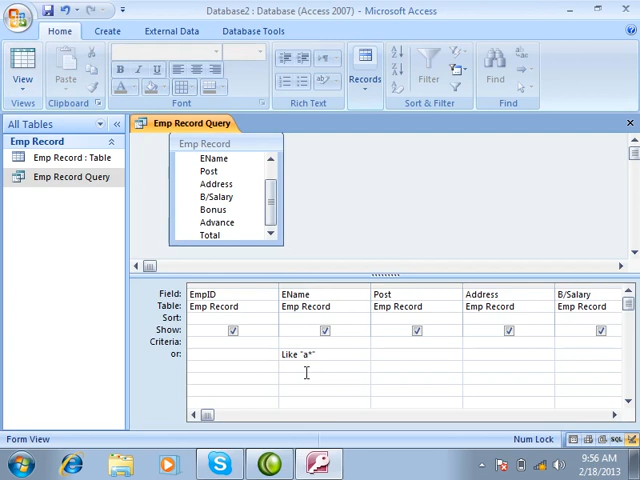 Database2 : Database (Access 2007) - Microsoft Access
Home Create External Data Database Tools
View
Paste
B I U
A
Records
Filter
Find
Views Clipboard Font Rich Text Sort & Filter Find
All Tables «
Emp Record Query
Emp Record
Emp Record : Table
Emp Record Query
Emp Record
EName
Post
Address
B/Salary
Bonus
Advance
Total
Field: EmpID EName Post Address B/Salary
Table: Emp Record Emp Record Emp Record Emp Record Emp Record
Sort:
Show:
Criteria:
or: Like "a*"
Form View Num Lock
9:56 AM
2/18/2013